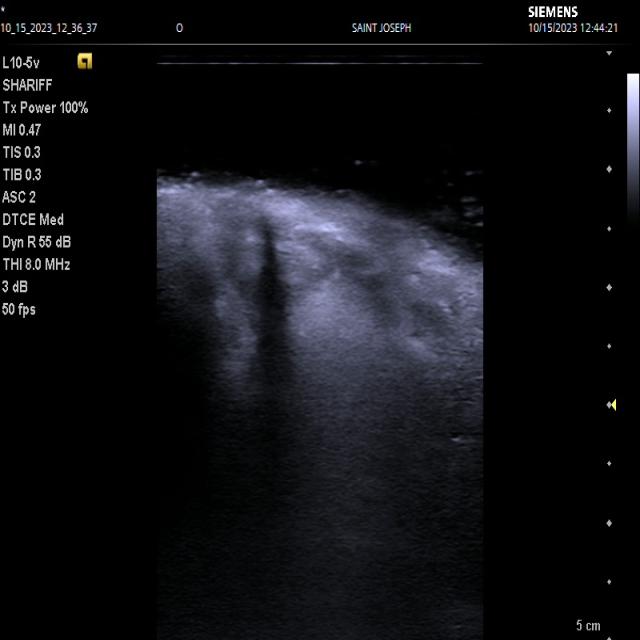 SIEMENS
10_15_2023_12_36_37 O SAINT JOSEPH 10/15/2023 12:44:21
L10-5v
SHARIFF
Tx Power 100%
MI 0.47
TIS 0.3
TIB 0.3
ASC 2
DTCE Med
Dyn R 55 dB
THI 8.0 MHz
3 dB
50 fps
5 cm